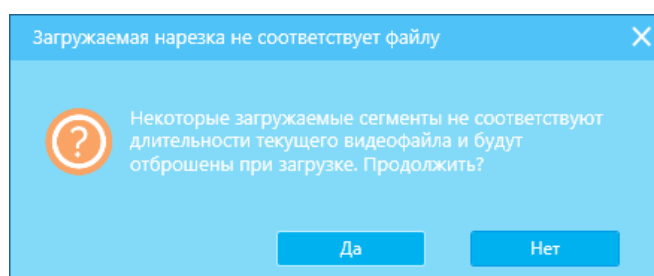 Загружаемая нарезка не соответствует файлу
Некоторые загружаемые сегменты не соответствуют
длительности текущего видеофайла и будут
отброшены при загрузке. Продолжить?
Да
Нет